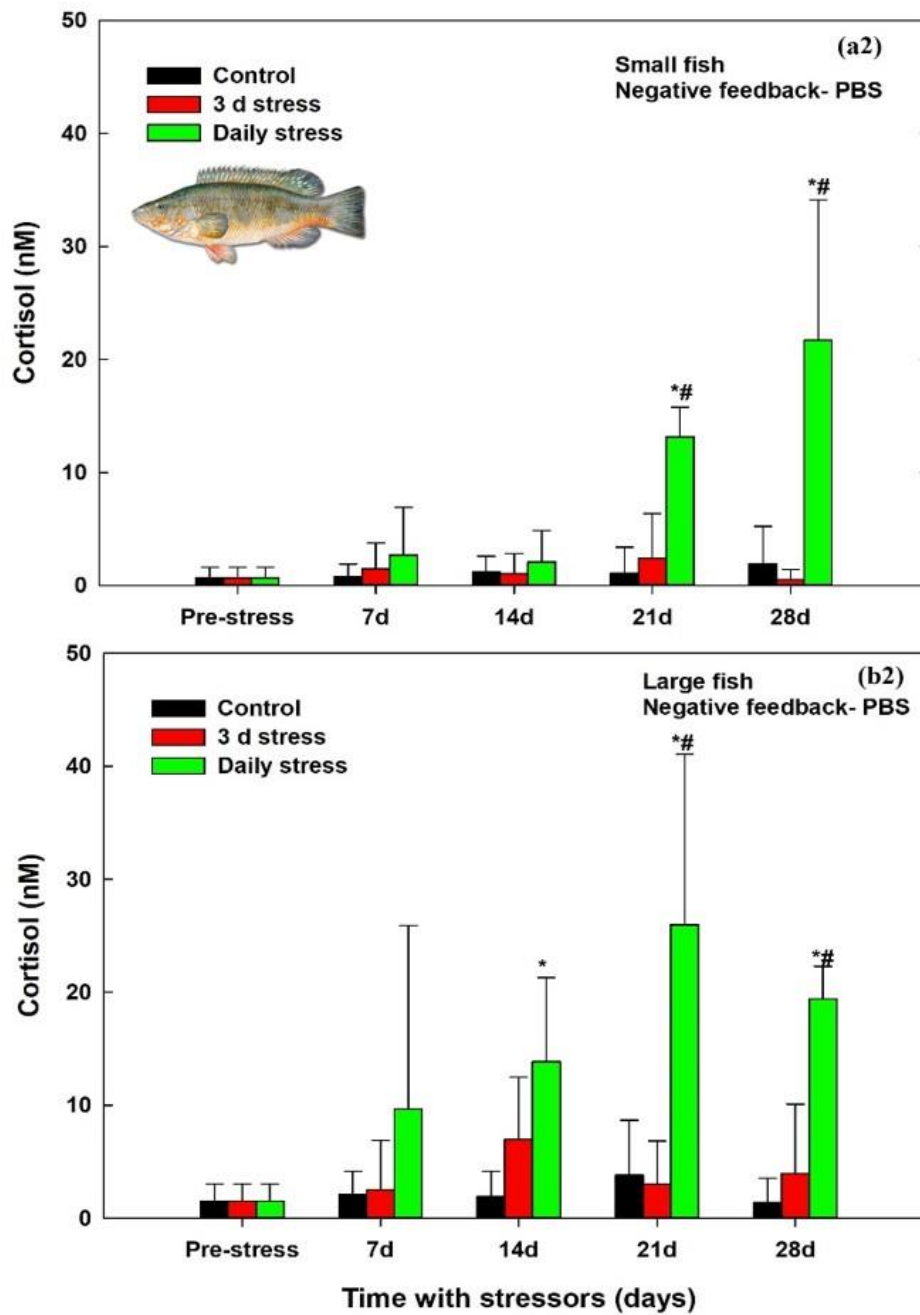 50
(a2)
Control
Small fish
3 d stress
Negative feedback- PBS
Daily stress
40
*#
30
Cortisol (nM)
20
*#
10
0
Pre-stress 7d 14d 21d 28d
50
(b2)
Large fish
Control
Negative feedback- PBS
3 d stress
*#
Daily stress
40
30
Cortisol (nM)
*#
*
20
10
0
Pre-stress 7d 14d 21d 28d
Time with stressors (days)